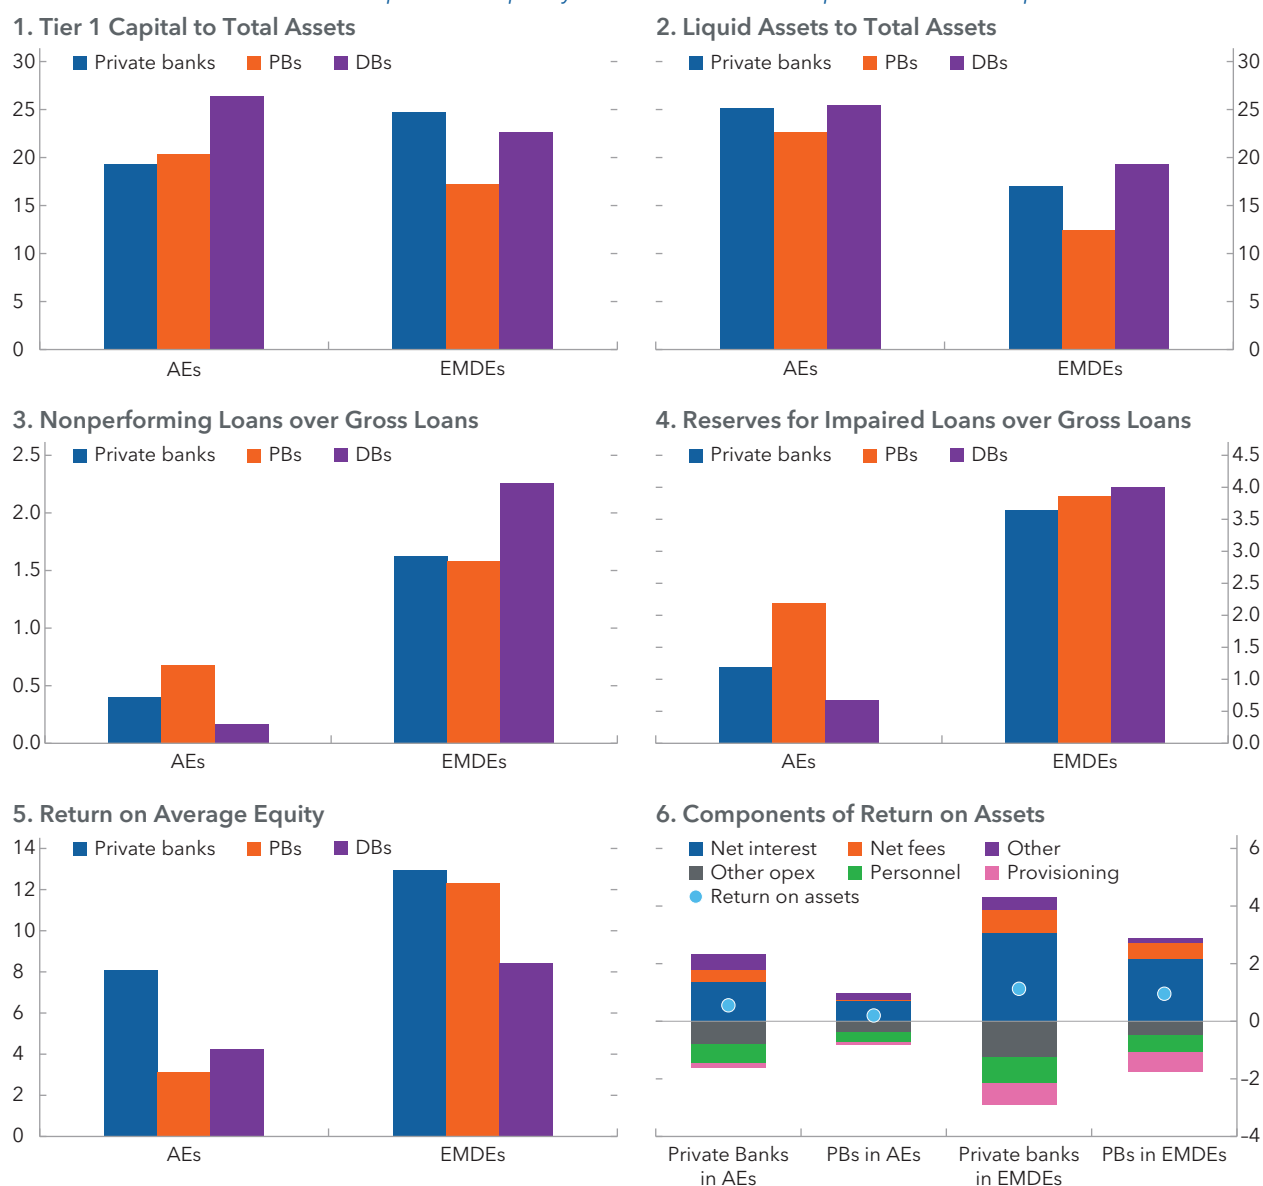 1. Tier 1 Capital to Total Assets
30
25
20
15
10
5
0
Private banks
PBs
DBs
AEs
EMDEs
2. Liquid Assets to Total Assets
Private banks
PBs
DBs
30
25
20
15
10
5
0
AEs
EMDEs
3. Nonperforming Loans over Gross Loans
2.5
2.0
1.5
1.0
0.5
0.0
Private banks
PBs
DBs
AEs
EMDEs
4. Reserves for Impaired Loans over Gross Loans
Private banks
PBs
DBs
4.5
4.0
3.5
3.0
2.5
2.0
1.5
1.0
0.5
0.0
AEs
EMDEs
5. Return on Average Equity
14
12
10
8
6
4
2
0
Private banks
PBs
DBs
AEs
EMDEs
6. Components of Return on Assets
Net interest
Net fees
Other
Other opex
Personnel
Provisioning
Return on assets
6
4
2
0
–2
–4
Private Banks
in AEs
PBs in AEs
Private banks
in EMDEs
PBs in EMDEs